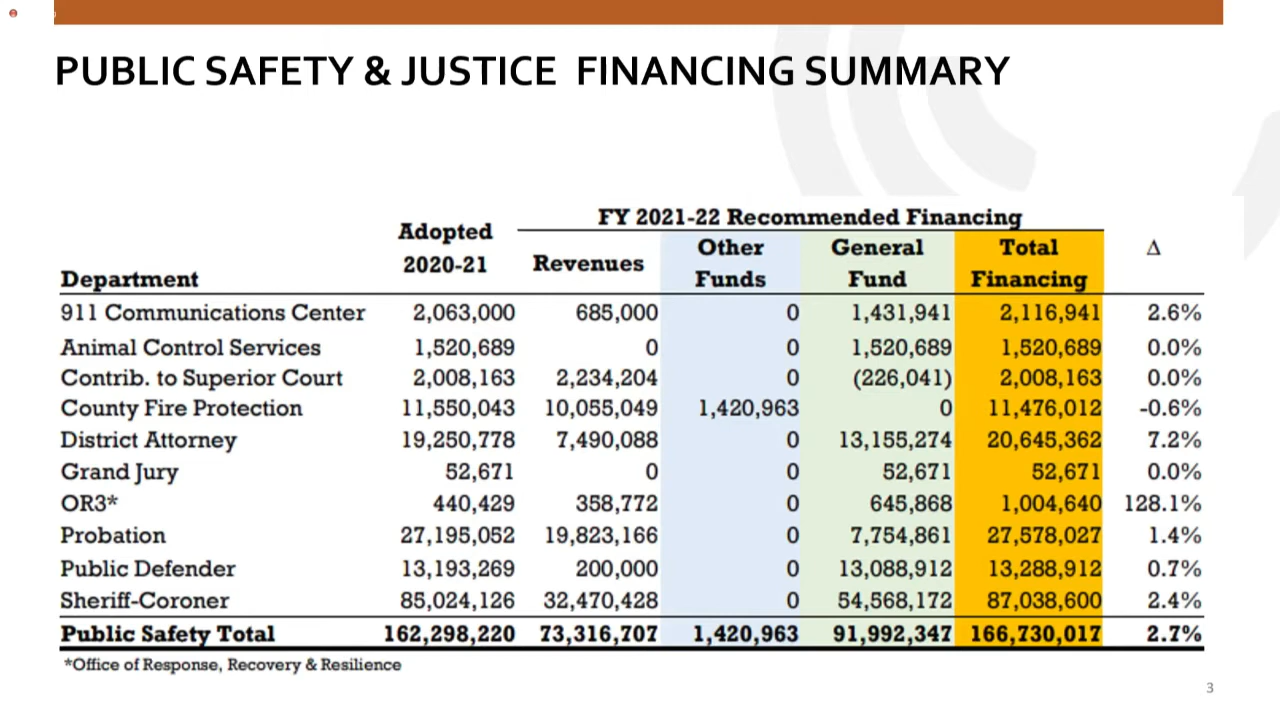 PUBLIC SAFETY & JUSTICE FINANCING SUMMARY
FY 2021-22 Recommended Financing
Adopted Other General Total Δ
2020-21 Revenues
Department Funds Fund Financing
911 Communications Center 2,063,000 685,000 0 1,431,941 2,116,941 2.6%
Animal Control Services 1,520,689 0 0 1,520,689 1,520,689 0.0%
Contrib. to Superior Court 2,008,163 2,234,204 0 (226,041) 2,008,163 0.0%
County Fire Protection 11,550,043 10,055,049 1,420,963 0 11,476,012 -0.6%
District Attorney 19,250,778 7,490,088 0 13,155,274 20,645,362 7.2%
Grand Jury 52,671 0 0 52,671 52,671 0.0%
OR3* 440,429 358,772 0 645,868 1,004,640 128.1%
Probation 27,195,052 19,823,166 0 7,754,861 27,578,027 1.4%
Public Defender 13,193,269 200,000 0 13,088,912 13,288,912 0.7%
Sheriff-Coroner 85,024,126 32,470,428 0 54,568,172 87,038,600 2.4%
Public Safety Total 162,298,220 73,316,707 1,420,963 91,992,347 166,730,017 2.7%
*Office of Response, Recovery & Resilience
3